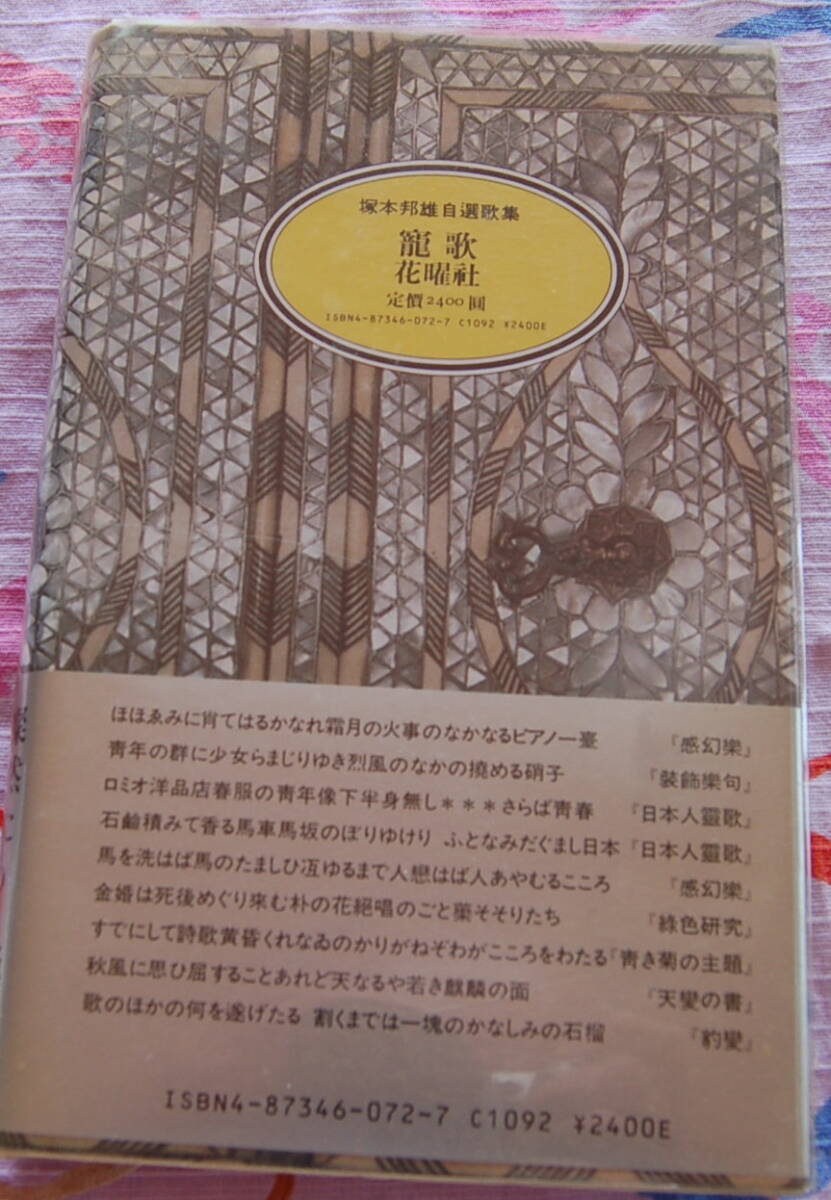 塚本邦雄自選歌集
寵歌
花曜社
定價2400圓
ISBN4-87346-072-7 C1092 ¥2400E
ほほゑみに肖てはるかなれ霜月の火事のなかなるピアノ一臺 『感幻樂』
靑年の群に少女らまじりゆき烈風のなかの撓める硝子 『裝飾樂句』
ロミオ洋品店春服の靑年像下半身無し＊＊＊さらば靑春 『日本人靈歌』
石鹼積みて香る馬車馬坂のぼりゆけり ふとなみだぐまし日本 『日本人靈歌』
馬を洗はば馬のたましひ冱ゆるまで人戀はば人あやむるこころ 『感幻樂』
金婚は死後めぐり來む朴の花絕唱のごと蘂そそりたち 『綠色硏究』
すでにして詩歌黃昏くれなゐのかりがねぞわがこころをわたる 『靑き菊の主題』
秋風に思ひ屈することあれど天なるや若き麒麟の面 『天變の書』
歌のほかの何を遂げたる 割くまでは一塊のかなしみの石榴 『豹變』
ISBN4-87346-072-7 C1092 ¥2400E